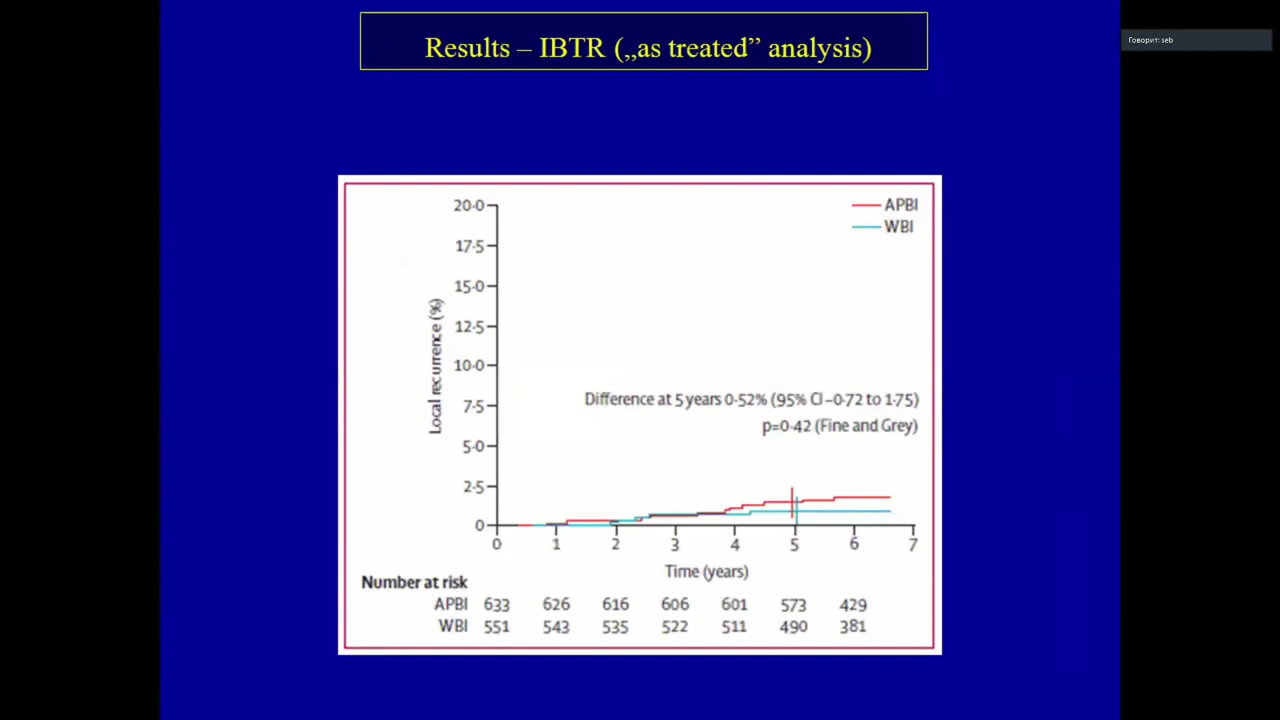 Results – IBTR („as treated” analysis)
Говорит: seb
APBI
WBI
20·0
17·5
15·0
12·5
10·0
7·5
5·0
2·5
0
Local recurrence (%)
Difference at 5 years 0·52% (95% CI –0·72 to 1·75)
p=0·42 (Fine and Grey)
0 1 2 3 4 5 6 7
Time (years)
Number at risk
APBI 633 626 616 606 601 573 429
WBI 551 543 535 522 511 490 381